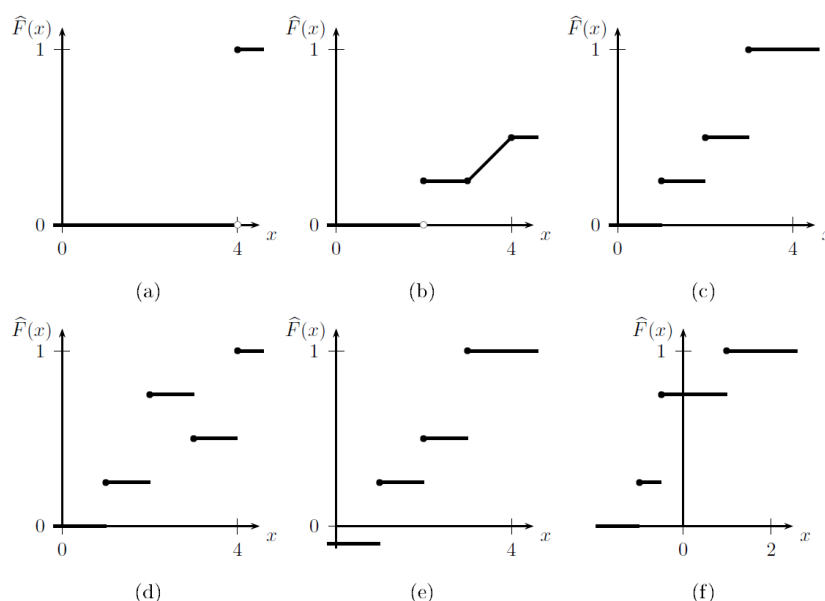 F̂(x) F̂(x) F̂(x)
1 1 1
0 0 0
0 4 x 0 4 x 0 4 x
(a) (b) (c)
F̂(x) F̂(x) F̂(x)
1 1 1
0 0
0 4 x 0 4 x 0 2 x
(d) (e) (f)